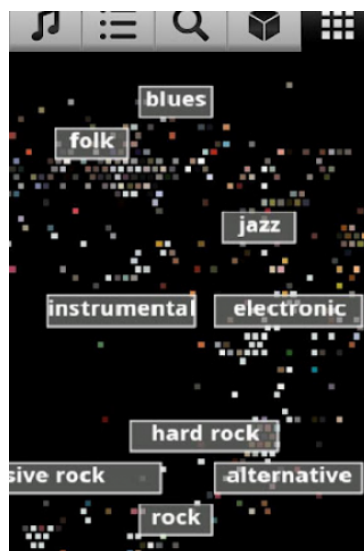 blues
folk
jazz
instrumental
electronic
hard rock
sive rock
alternative
rock